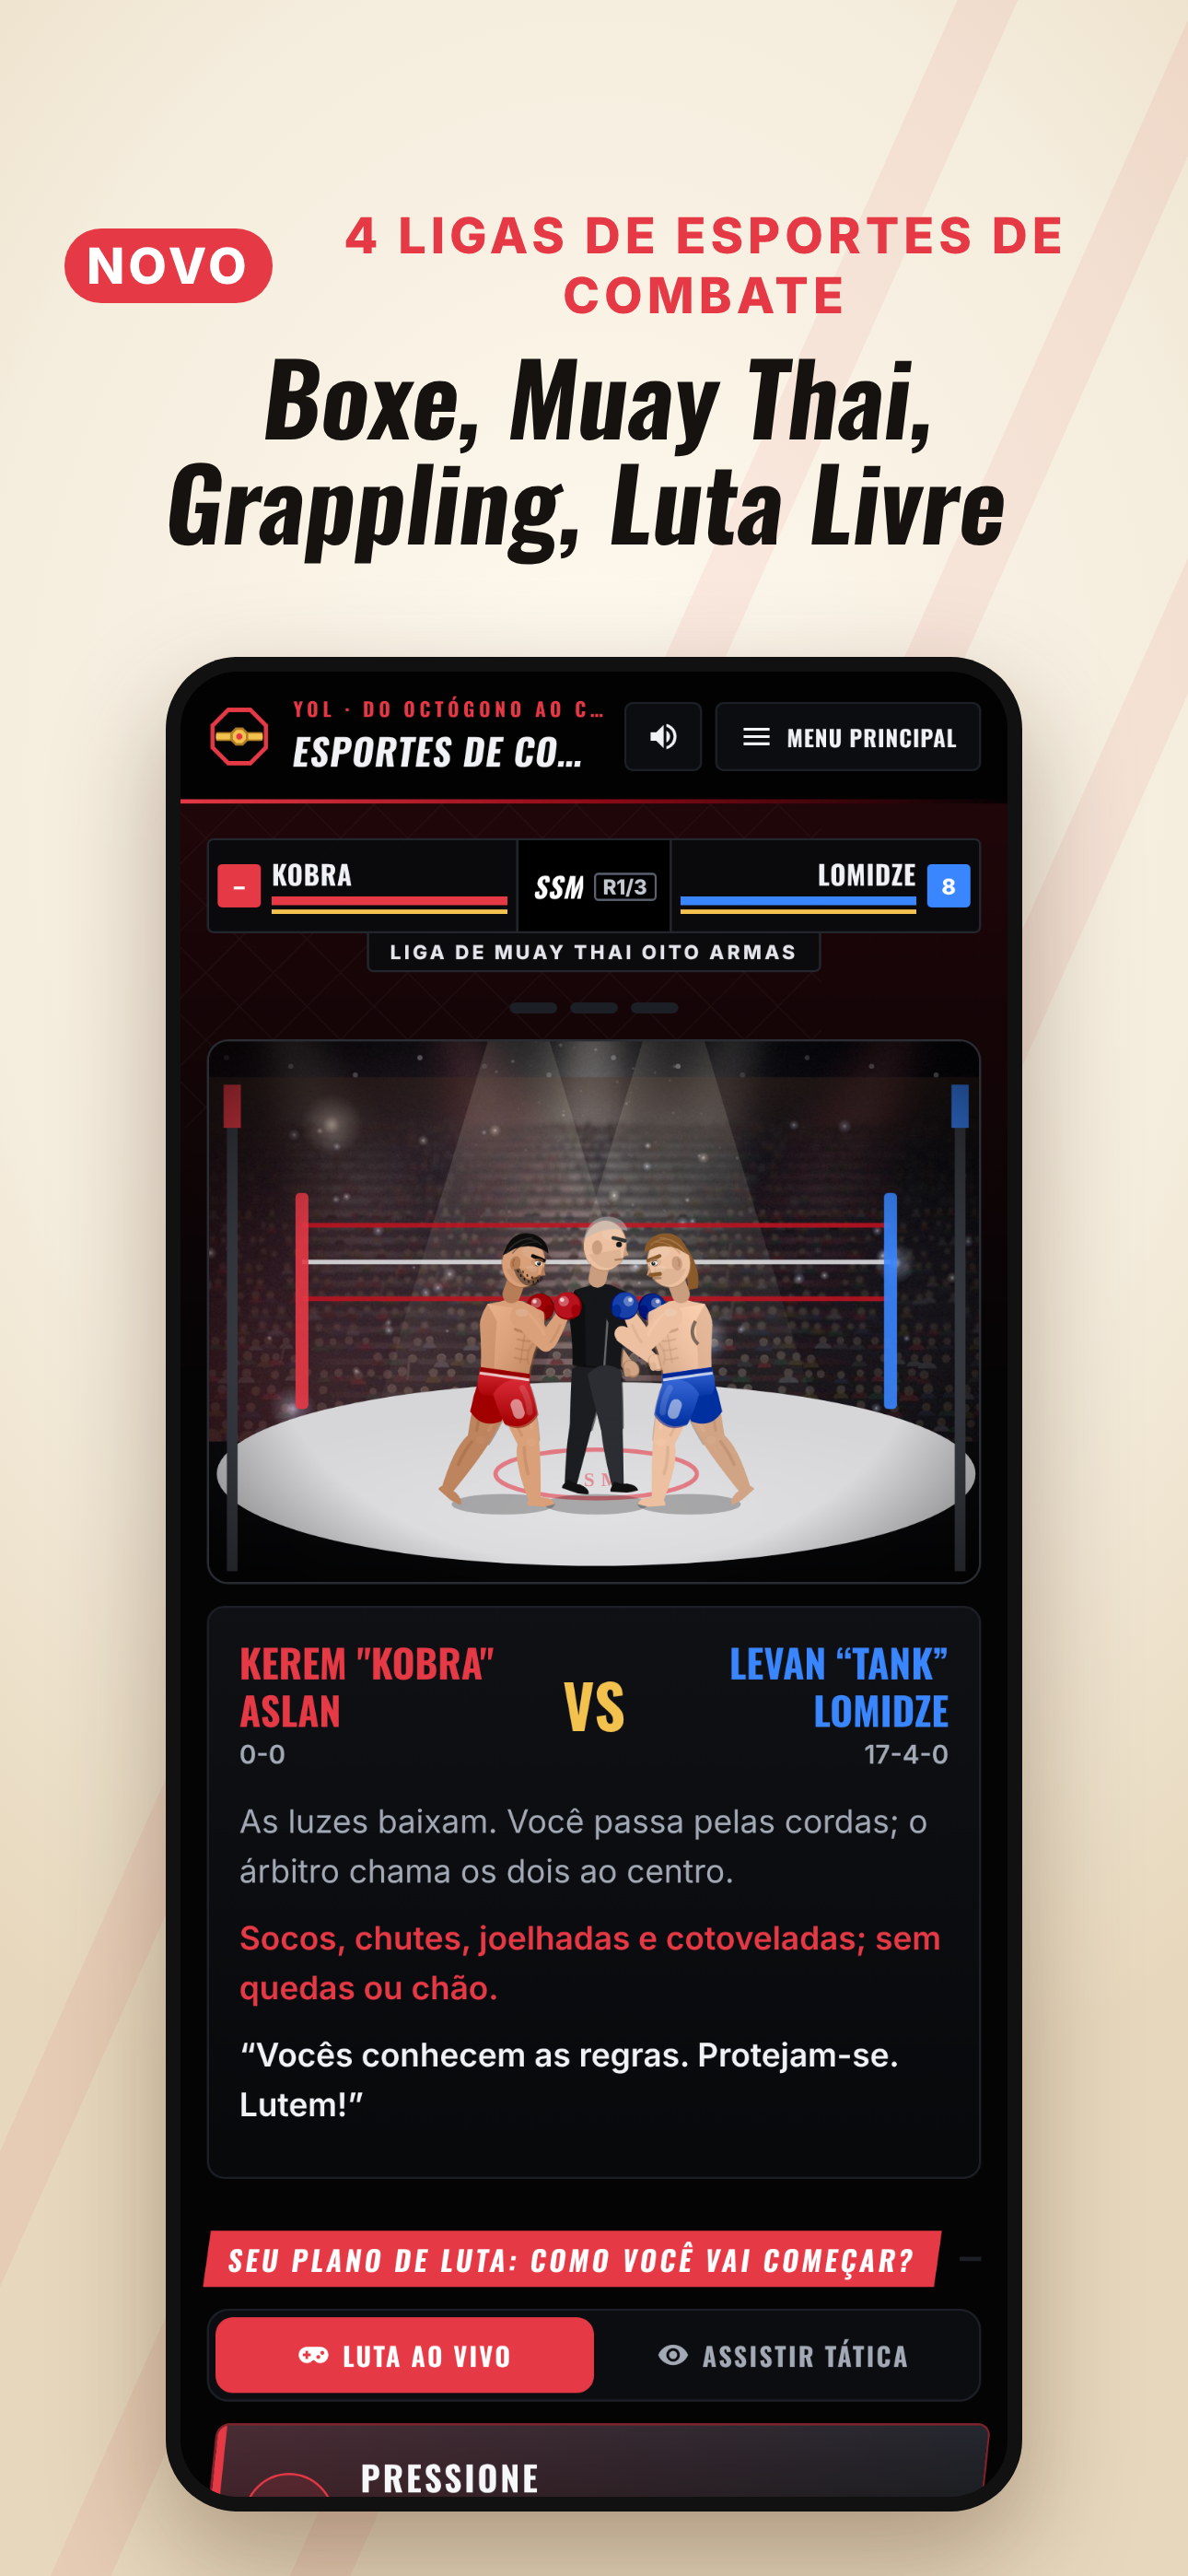 NOVO
4 LIGAS DE ESPORTES DE
COMBATE
Boxe, Muay Thai,
Grappling, Luta Livre
YOL · DO OCTÓGONO AO C…
ESPORTES DE CO…
MENU PRINCIPAL
–
KOBRA
SSM
R1/3
LOMIDZE
8
LIGA DE MUAY THAI OITO ARMAS
KEREM "KOBRA"
ASLAN
0-0
VS
LEVAN “TANK”
LOMIDZE
17-4-0
As luzes baixam. Você passa pelas cordas; o
árbitro chama os dois ao centro.
Socos, chutes, joelhadas e cotoveladas; sem
quedas ou chão.
“Vocês conhecem as regras. Protejam-se.
Lutem!”
SEU PLANO DE LUTA: COMO VOCÊ VAI COMEÇAR?
LUTA AO VIVO
ASSISTIR TÁTICA
PRESSIONE